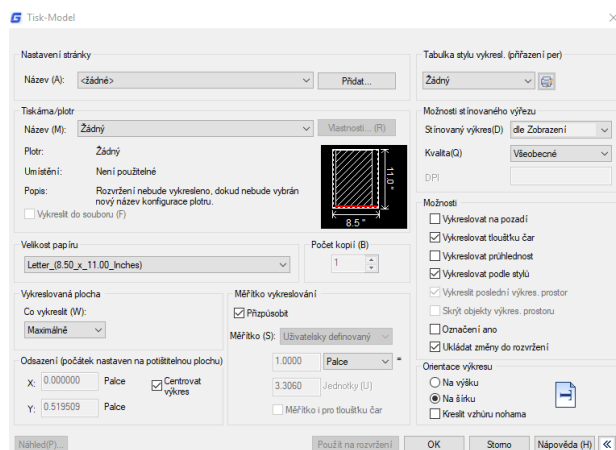 Tisk-Model
Nastavení stránky
Název (A): <žádné> Přidat...
Tabulka stylu vykresl. (přiřazení per)
Žádný
Tiskárna/plotr
Název (M): Žádný Vlastnosti... (R)
Plotr: Žádný
Umístění: Není použitelné
Popis: Rozvržení nebude vykresleno, dokud nebude vybrán
nový název konfigurace plotru.
Vykreslit do souboru (F)
11.0 "
8.5 "
Možnosti stínovaného výřezu
Stínovaný výkres(D) dle Zobrazení
Kvalita(Q) Všeobecné
DPI
Velikost papíru
Letter_(8.50_x_11.00_Inches)
Počet kopií (B)
1
Možnosti
Vykreslovat na pozadí
Vykreslovat tloušťku čar
Vykreslovat průhlednost
Vykreslovat podle stylů
Vykreslit poslední výkres. prostor
Skrýt objekty výkres. prostoru
Označení ano
Ukládat změny do rozvržení
Vykreslovaná plocha
Co vykreslit (W):
Maximálně
Měřítko vykreslování
Přizpůsobit
Měřítko (S): Uživatelsky definovaný
1.0000 Palce =
3.3060 Jednotky (U)
Měřítko i pro tloušťku čar
Odsazení (počátek nastaven na potištitelnou plochu)
X: 0.000000 Palce Centrovat
výkres
Y: 0.519509 Palce
Orientace výkresu
Na výšku
Na šířku
Kreslit vzhůru nohama
Náhled(P)... Použít na rozvržení OK Storno Nápověda (H) «